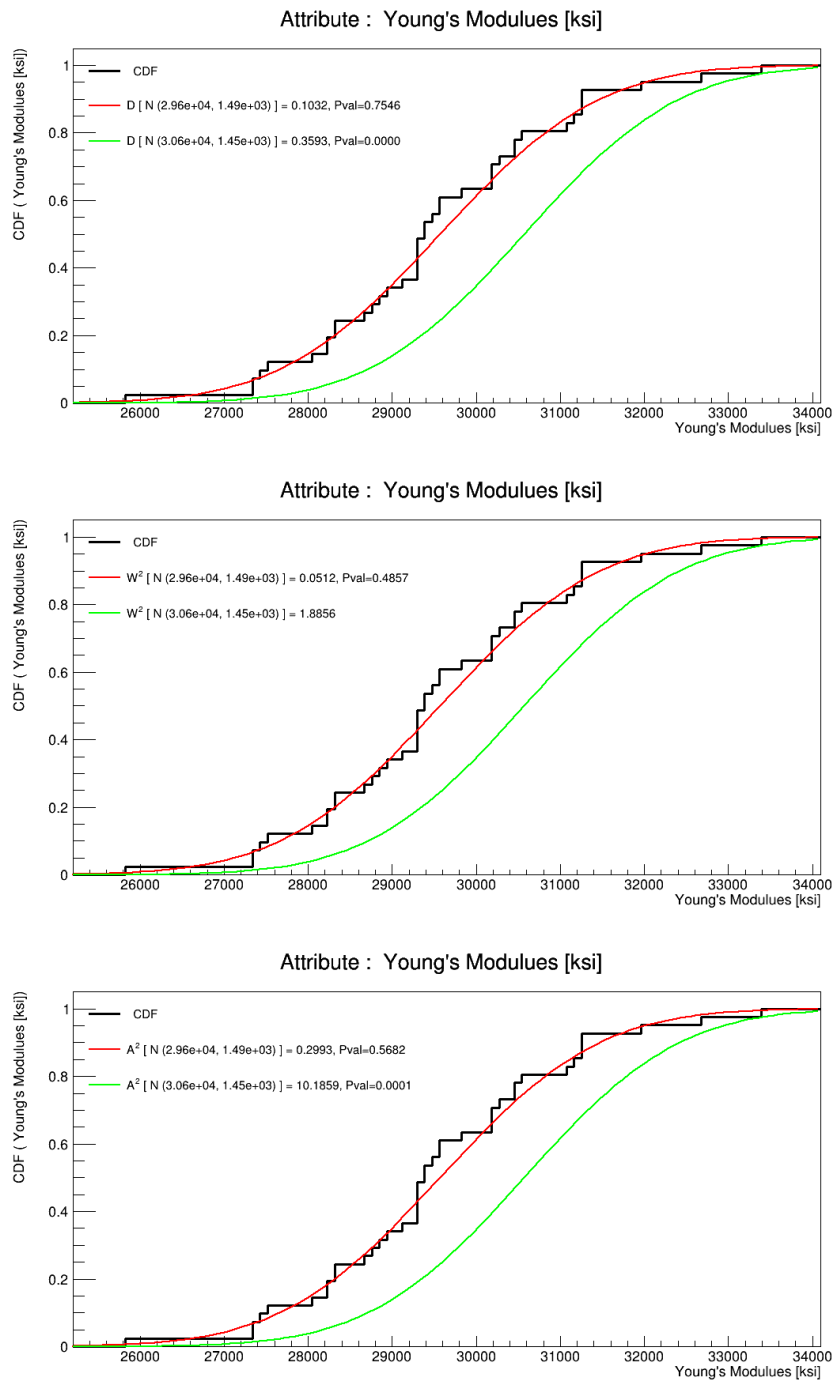 Attribute :  Young's Modulues [ksi]
CDF ( Young's Modulues [ksi])
1
0.8
0.6
0.4
0.2
0
CDF
D [ N (2.96e+04, 1.49e+03) ] = 0.1032, Pval=0.7546
D [ N (3.06e+04, 1.45e+03) ] = 0.3593, Pval=0.0000
26000 27000 28000 29000 30000 31000 32000 33000 34000
Young's Modulues [ksi]
Attribute :  Young's Modulues [ksi]
CDF ( Young's Modulues [ksi])
1
0.8
0.6
0.4
0.2
0
CDF
W² [ N (2.96e+04, 1.49e+03) ] = 0.0512, Pval=0.4857
W² [ N (3.06e+04, 1.45e+03) ] = 1.8856
26000 27000 28000 29000 30000 31000 32000 33000 34000
Young's Modulues [ksi]
Attribute :  Young's Modulues [ksi]
CDF ( Young's Modulues [ksi])
1
0.8
0.6
0.4
0.2
0
CDF
A² [ N (2.96e+04, 1.49e+03) ] = 0.2993, Pval=0.5682
A² [ N (3.06e+04, 1.45e+03) ] = 10.1859, Pval=0.0001
26000 27000 28000 29000 30000 31000 32000 33000 34000
Young's Modulues [ksi]